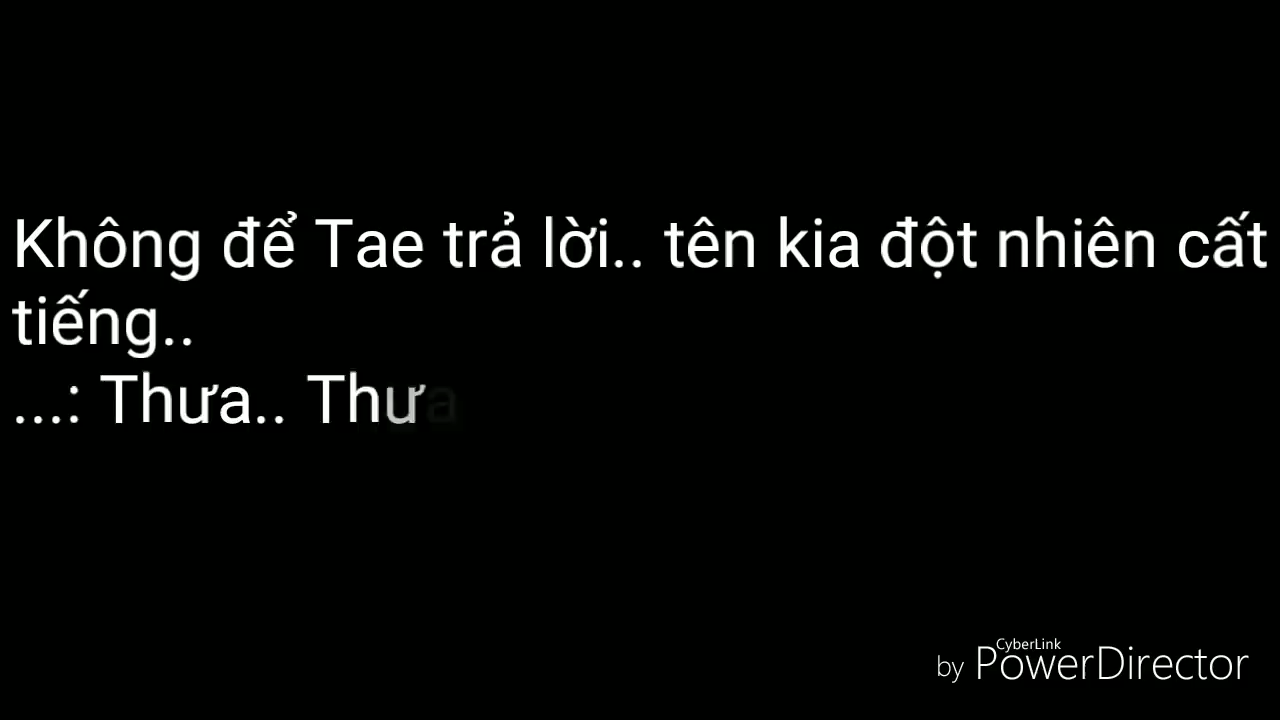 Không để Tae trả lời.. tên kia đột nhiên cất
tiếng..
...: Thưa.. Thưa
CyberLink
by PowerDirector